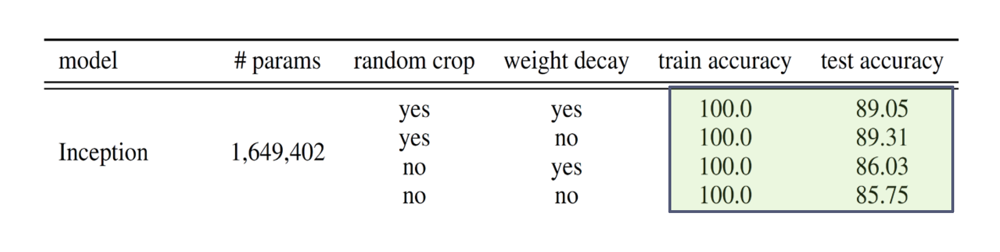 model # params random crop weight decay train accuracy test accuracy
yes yes 100.0 89.05
yes no 100.0 89.31
Inception 1,649,402
no yes 100.0 86.03
no no 100.0 85.75